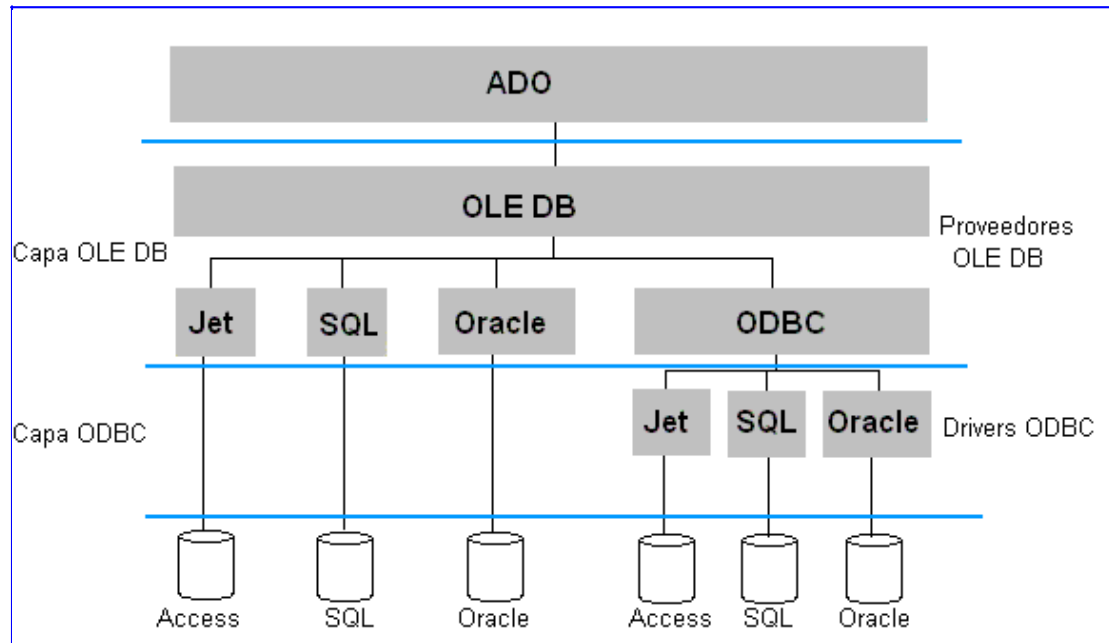 ADO
OLE DB
Capa OLE DB
Proveedores
OLE DB
Jet
SQL
Oracle
ODBC
Capa ODBC
Jet
SQL
Oracle
Drivers ODBC
Access
SQL
Oracle
Access
SQL
Oracle